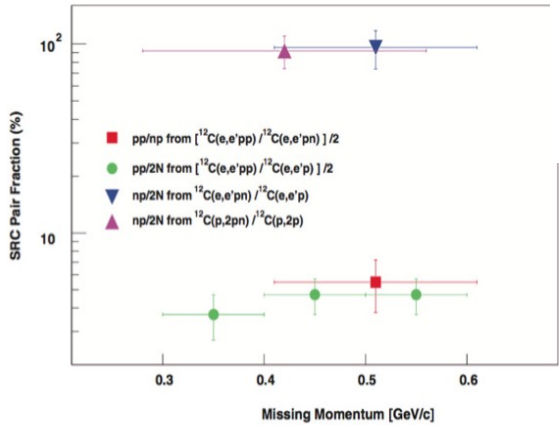 10²
SRC Pair Fraction (%)
pp/np from [¹²C(e,e'pp) /¹²C(e,e'pn) ] /2
pp/2N from [¹²C(e,e'pp) /¹²C(e,e'p) ] /2
np/2N from ¹²C(e,e'pn) /¹²C(e,e'p)
np/2N from ¹²C(p,2pn) /¹²C(p,2p)
10
0.3 0.4 0.5 0.6
Missing Momentum [GeV/c]